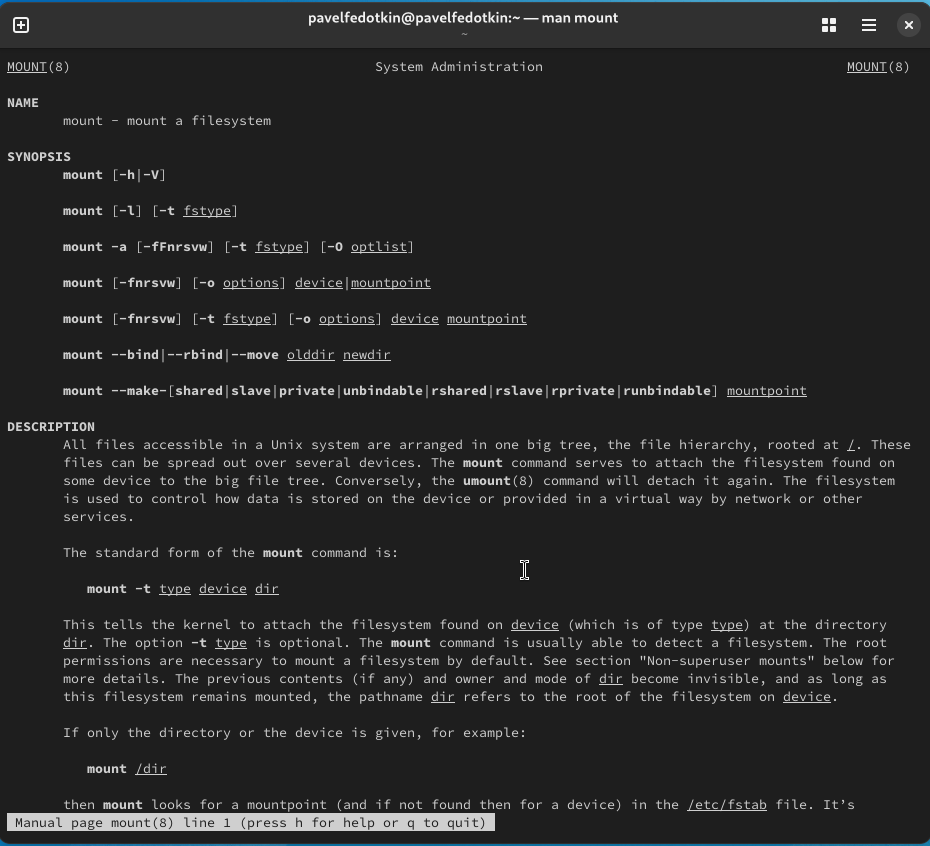 pavelfedotkin@pavelfedotkin:~ — man mount
~
MOUNT(8) System Administration MOUNT(8)
NAME
mount - mount a filesystem
SYNOPSIS
mount [-h|-V]
mount [-l] [-t fstype]
mount -a [-fFnrsvw] [-t fstype] [-O optlist]
mount [-fnrsvw] [-o options] device|mountpoint
mount [-fnrsvw] [-t fstype] [-o options] device mountpoint
mount --bind|--rbind|--move olddir newdir
mount --make-[shared|slave|private|unbindable|rshared|rslave|rprivate|runbindable] mountpoint
DESCRIPTION
All files accessible in a Unix system are arranged in one big tree, the file hierarchy, rooted at /. These
files can be spread out over several devices. The mount command serves to attach the filesystem found on
some device to the big file tree. Conversely, the umount(8) command will detach it again. The filesystem
is used to control how data is stored on the device or provided in a virtual way by network or other
services.
The standard form of the mount command is:
mount -t type device dir
This tells the kernel to attach the filesystem found on device (which is of type type) at the directory
dir. The option -t type is optional. The mount command is usually able to detect a filesystem. The root
permissions are necessary to mount a filesystem by default. See section "Non-superuser mounts" below for
more details. The previous contents (if any) and owner and mode of dir become invisible, and as long as
this filesystem remains mounted, the pathname dir refers to the root of the filesystem on device.
If only the directory or the device is given, for example:
mount /dir
then mount looks for a mountpoint (and if not found then for a device) in the /etc/fstab file. It’s
Manual page mount(8) line 1 (press h for help or q to quit)